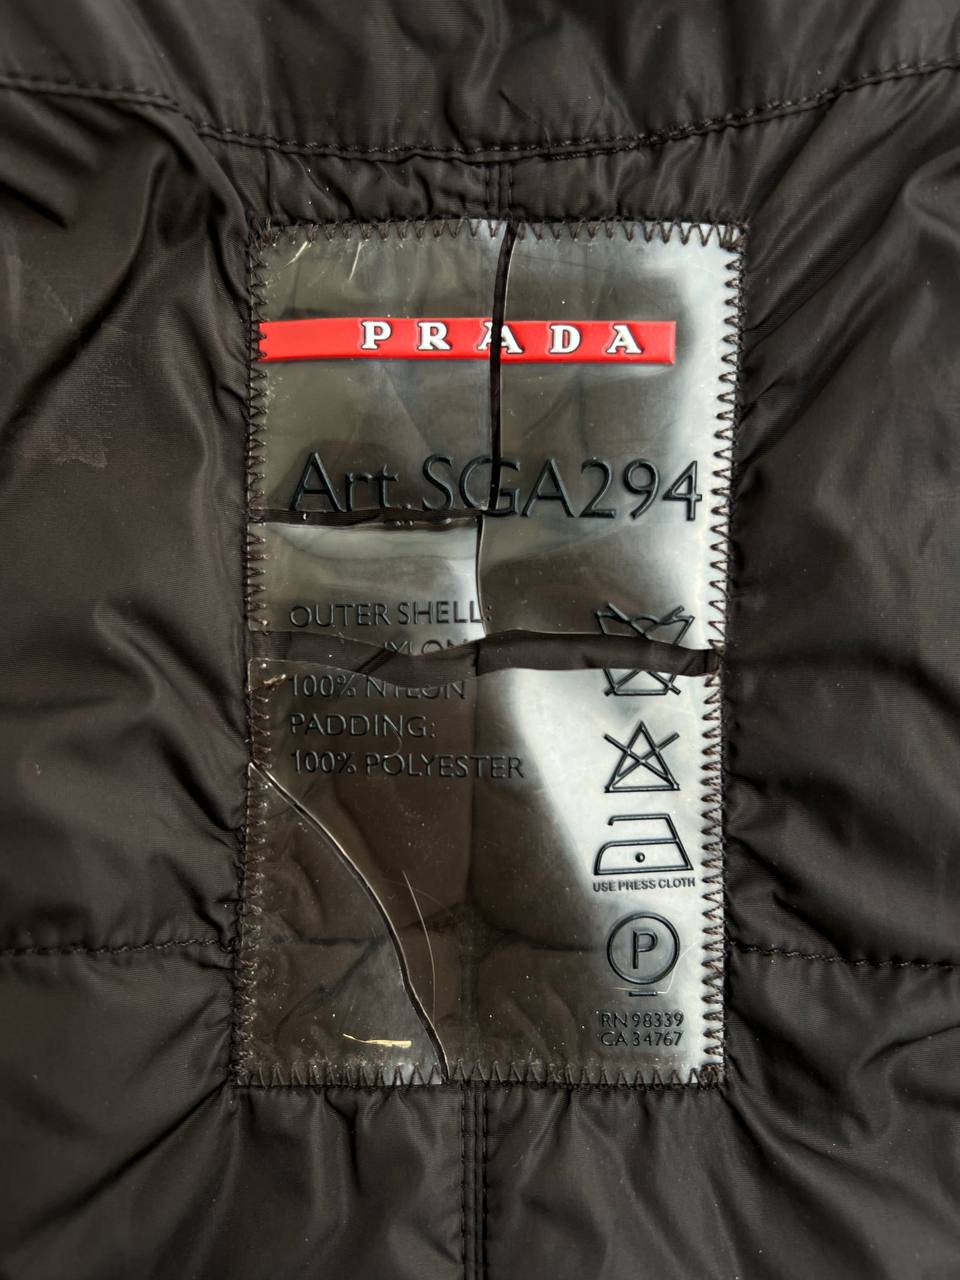 PRADA
Art.SGA294
OUTER SHELL:
100% NYLON
PADDING:
100% POLYESTER
USE PRESS CLOTH
P
RN 98339
CA 34767